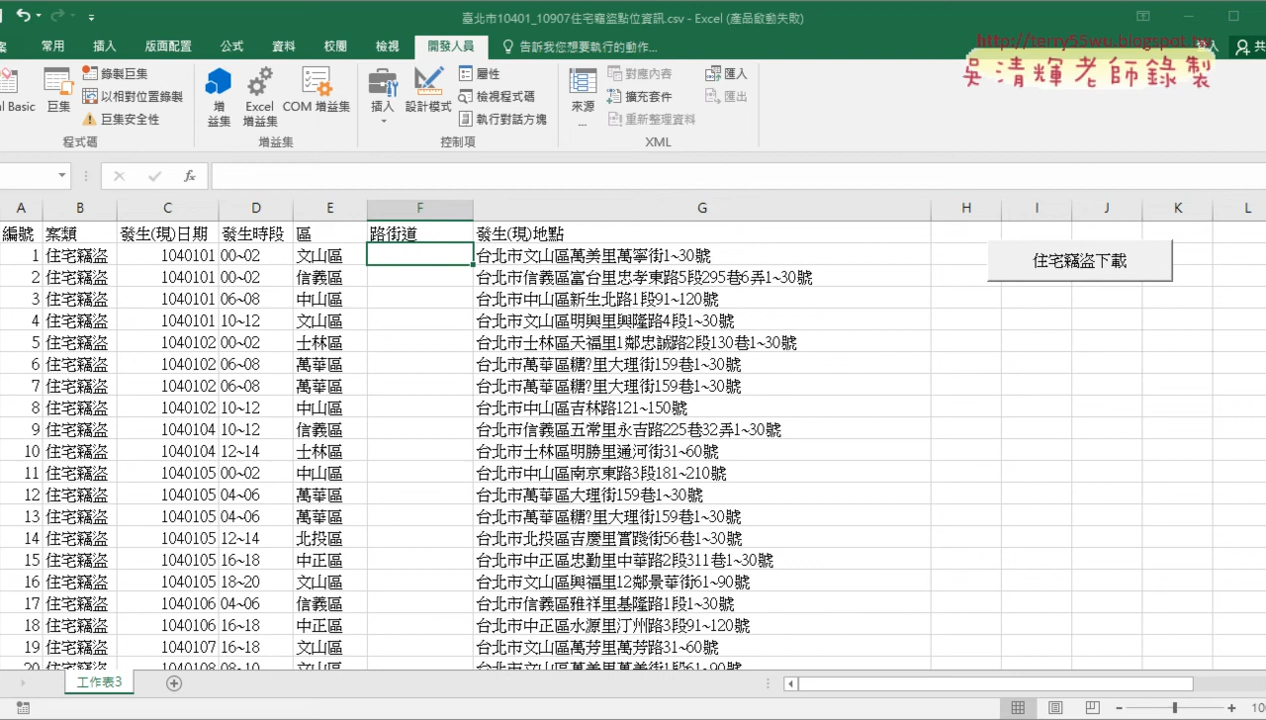 臺北市10401_10907住宅竊盜點位資訊.csv - Excel (產品啟動失敗)
案 常用 插入 版面配置 公式 資料 校閱 檢視 開發人員 告訴我您想要執行的動作... 登入 共
http://terry55wu.blogspot.tw
吳清輝老師錄製
al Basic 巨集 錄製巨集 以相對位置錄製 巨集安全性 程式碼
增益集 Excel 增益集 COM 增益集 增益集
插入 設計模式 屬性 檢視程式碼 執行對話方塊 控制項
來源 ... 對應內容 擴充套件 重新整理資料 匯入 匯出 XML
fx
A B C D E F G H I J K L
編號 案類 發生(現)日期 發生時段 區 路街道 發生(現)地點
1 住宅竊盜 1040101 00~02 文山區 台北市文山區萬美里萬寧街1~30號
住宅竊盜下載
2 住宅竊盜 1040101 00~02 信義區 台北市信義區富台里忠孝東路5段295巷6弄1~30號
3 住宅竊盜 1040101 06~08 中山區 台北市中山區新生北路1段91~120號
4 住宅竊盜 1040101 10~12 文山區 台北市文山區明興里興隆路4段1~30號
5 住宅竊盜 1040102 00~02 士林區 台北市士林區天福里1鄰忠誠路2段130巷1~30號
6 住宅竊盜 1040102 06~08 萬華區 台北市萬華區糖?里大理街159巷1~30號
7 住宅竊盜 1040102 06~08 萬華區 台北市萬華區糖?里大理街159巷1~30號
8 住宅竊盜 1040102 10~12 中山區 台北市中山區吉林路121~150號
9 住宅竊盜 1040104 10~12 信義區 台北市信義區五常里永吉路225巷32弄1~30號
10 住宅竊盜 1040104 12~14 士林區 台北市士林區明勝里通河街31~60號
11 住宅竊盜 1040105 00~02 中山區 台北市中山區南京東路3段181~210號
12 住宅竊盜 1040105 04~06 萬華區 台北市萬華區大理街159巷1~30號
13 住宅竊盜 1040105 04~06 萬華區 台北市萬華區糖?里大理街159巷1~30號
14 住宅竊盜 1040105 12~14 北投區 台北市北投區吉慶里實踐街56巷1~30號
15 住宅竊盜 1040105 16~18 中正區 台北市中正區忠勤里中華路2段311巷1~30號
16 住宅竊盜 1040105 18~20 文山區 台北市文山區興福里12鄰景華街61~90號
17 住宅竊盜 1040106 04~06 信義區 台北市信義區雅祥里基隆路1段1~30號
18 住宅竊盜 1040106 16~18 中正區 台北市中正區水源里汀州路3段91~120號
19 住宅竊盜 1040107 16~18 文山區 台北市文山區萬芳里萬芳路31~60號
20 住宅竊盜 1040108 08~10 文山區 台北市文山區萬美里萬美街1段61~90號
工作表3
10